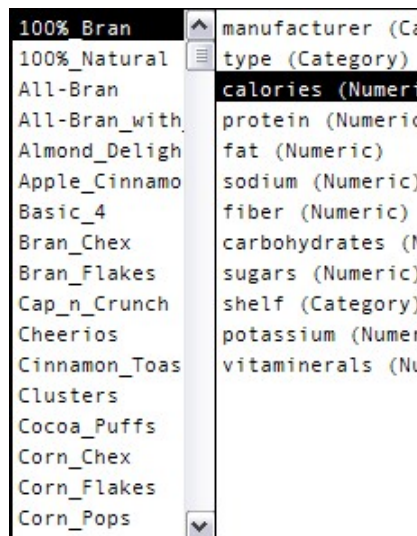 100%_Bran
100%_Natural
All-Bran
All-Bran_with_
Almond_Deligh
Apple_Cinnamo
Basic_4
Bran_Chex
Bran_Flakes
Cap_n_Crunch
Cheerios
Cinnamon_Toas
Clusters
Cocoa_Puffs
Corn_Chex
Corn_Flakes
Corn_Pops
manufacturer (Ca
type (Category)
calories (Numeri
protein (Numeric
fat (Numeric)
sodium (Numeric)
fiber (Numeric)
carbohydrates (N
sugars (Numeric)
shelf (Category)
potassium (Numer
vitaminerals (Nu